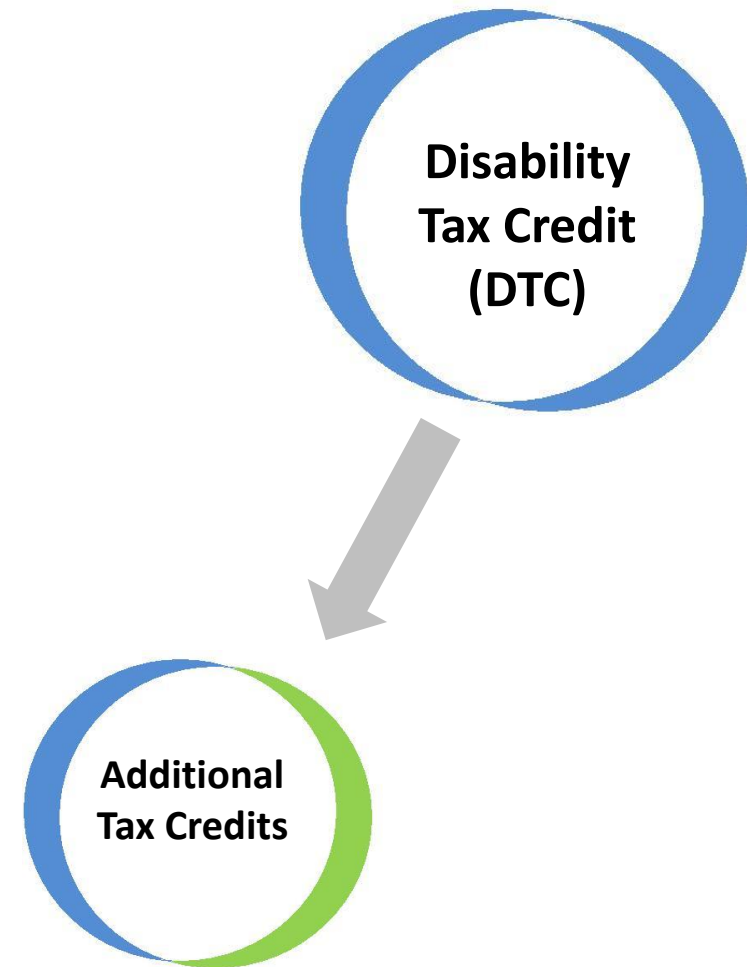 Disability
Tax Credit
(DTC)
Additional
Tax Credits